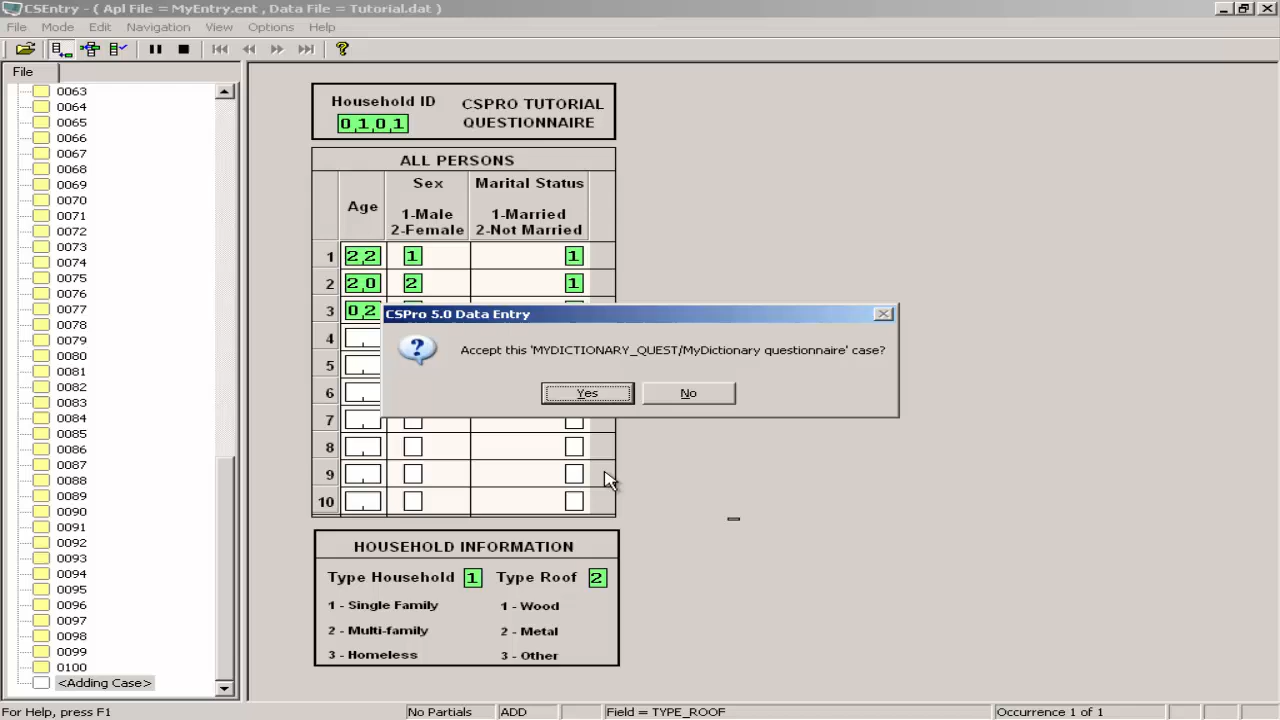 CSEntry - ( Apl File = MyEntry.ent , Data File = Tutorial.dat )
File Mode Edit Navigation View Options Help
File
0063
0064
0065
0066
0067
0068
0069
0070
0071
0072
0073
0074
0075
0076
0077
0078
0079
0080
0081
0082
0083
0084
0085
0086
0087
0088
0089
0090
0091
0092
0093
0094
0095
0096
0097
0098
0099
0100
<Adding Case>
Household ID
0,1,0,1
CSPRO TUTORIAL
QUESTIONNAIRE
ALL PERSONS
Age
Sex
1-Male
2-Female
Marital Status
1-Married
2-Not Married
1 2,2 1 1
2 2,0 2 1
3 0,2
4
5
6
7
8
9
10
CSPro 5.0 Data Entry
Accept this 'MYDICTIONARY_QUEST/MyDictionary questionnaire' case?
Yes No
HOUSEHOLD INFORMATION
Type Household 1 Type Roof 2
1 - Single Family 1 - Wood
2 - Multi-family 2 - Metal
3 - Homeless 3 - Other
For Help, press F1 No Partials ADD Field = TYPE_ROOF Occurrence 1 of 1